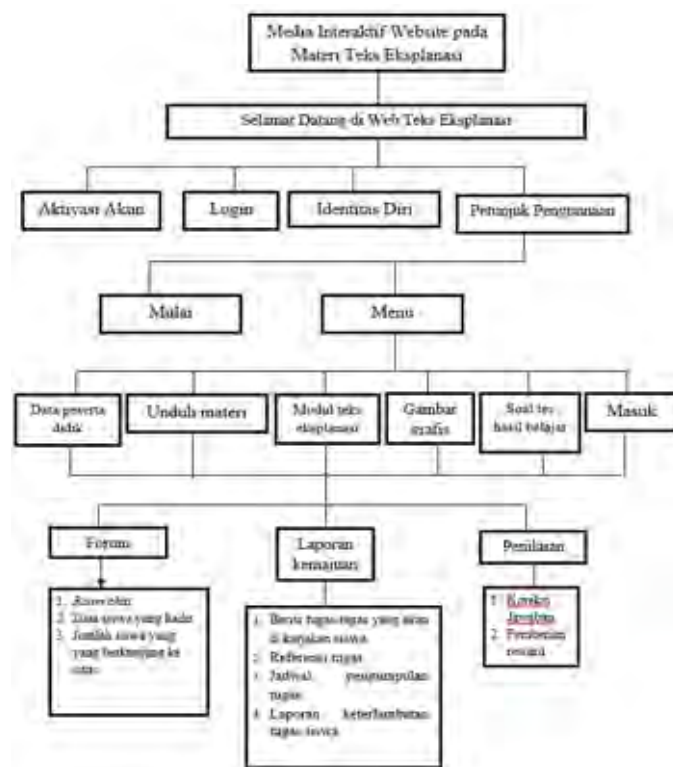 Media Interaktif Website pada
Materi Teks Eksplanasi
Selamat Datang di Web Teks Eksplanasi
Aktivasi Akun
Login
Identitas Diri
Petunjuk Penggunaan
Mulai
Menu
Data peserta
didik
Unduh materi
Modul teks
eksplanasi
Gambar
grafis
Soal tes
hasil belajar
Masuk
Forum
Laporan
kemajuan
Penilaian
1.
2. Data siswa yang hadir
3. Jumlah siswa yang
yang berkunjung ke
1. Berisi tugas-tugas yang akan
di kerjakan siswa
2. Referensi tugas
3. Jadwal pengumpulan
tugas
4. Laporan keterlambatan
tugas siswa
1. Koreksi
Jawaban
2. Pemberian
reward